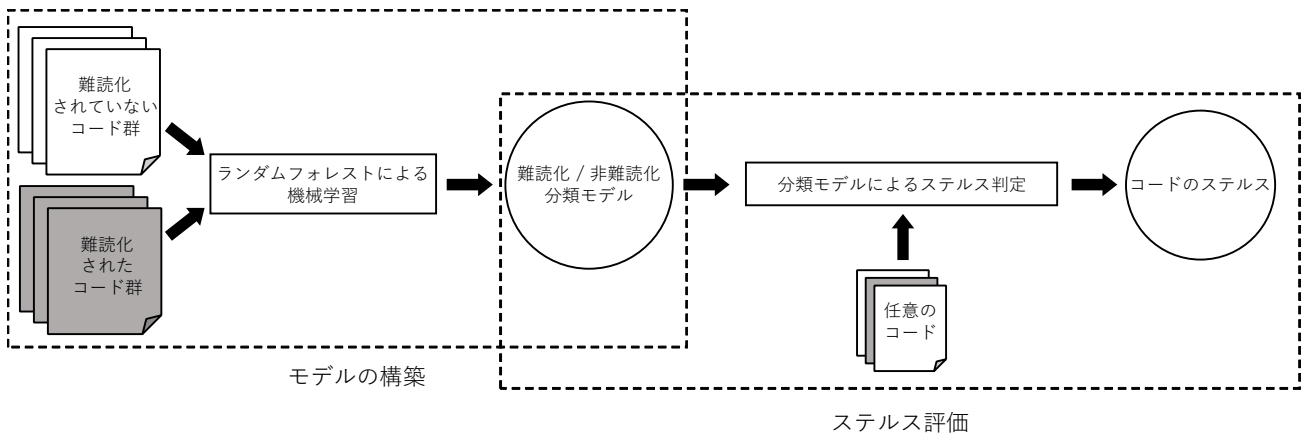 難読化
されていない
コード群
難読化
された
コード群
ランダムフォレストによる
機械学習
難読化 / 非難読化
分類モデル
分類モデルによるステルス判定
コードのステルス
任意の
コード
モデルの構築
ステルス評価